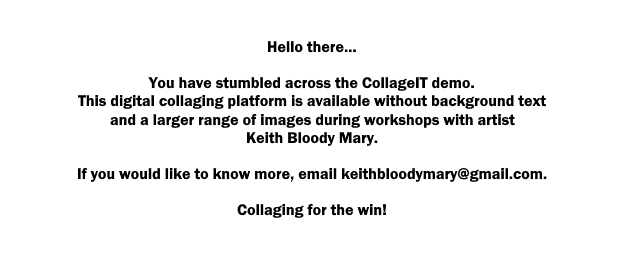 Hello there...
You have stumbled across the CollageIT demo.
This digital collaging platform is available without background text
and a larger range of images during workshops with artist
Keith Bloody Mary.
If you would like to know more, email keithbloodymary@gmail.com.
Collaging for the win!